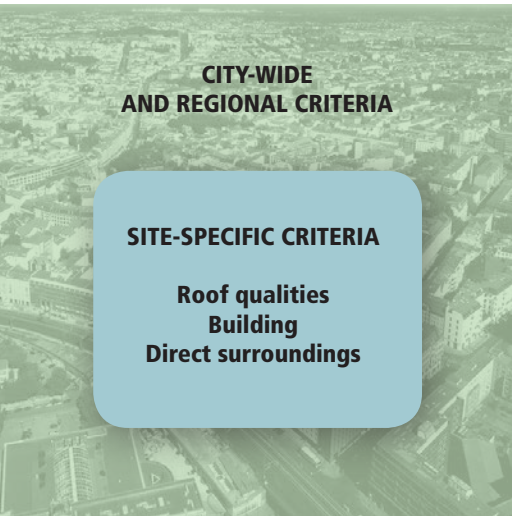 CITY-WIDE
AND REGIONAL CRITERIA
SITE-SPECIFIC CRITERIA
Roof qualities
Building
Direct surroundings